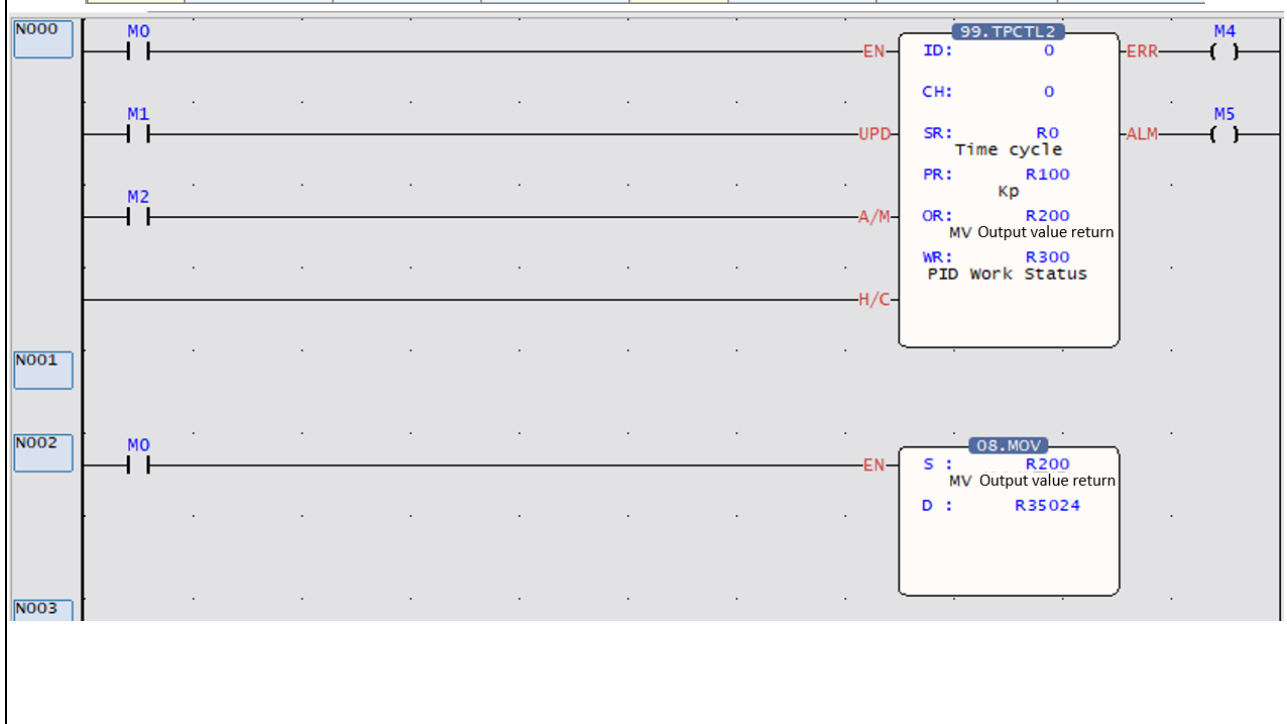 N000
M0
99.TPCTL2
M4
EN
ID: 0
ERR
CH: 0
M1
M5
UPD
SR: R0
ALM
Time cycle
PR: R100
Kp
M2
A/M
OR: R200
MV Output value return
WR: R300
PID Work Status
H/C
N001
N002
M0
08.MOV
EN
S : R200
MV Output value return
D : R35024
N003